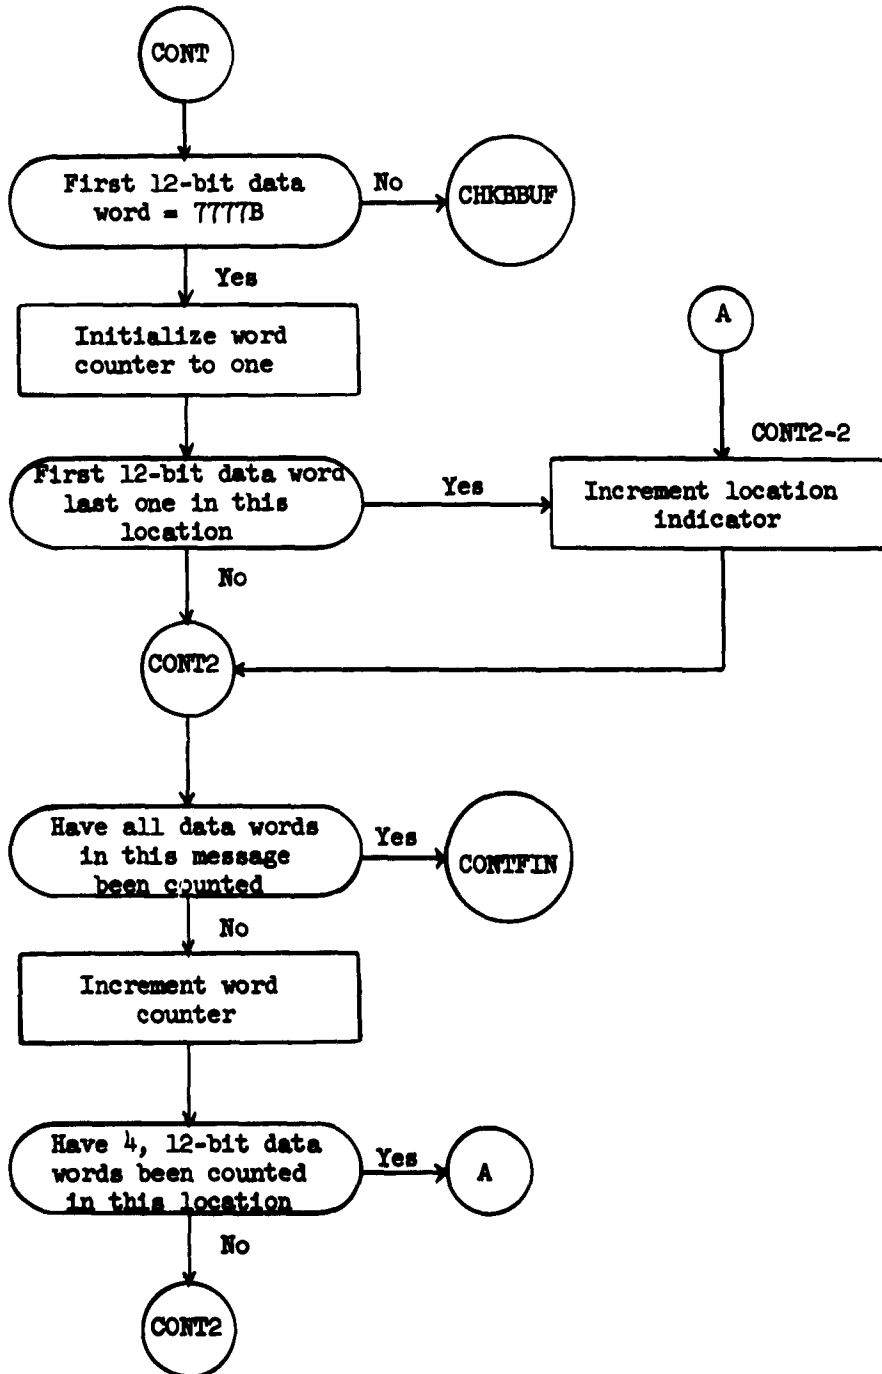 CONT
First 12-bit data
word = 7777B
No
CHKBBUF
Yes
Initialize word
counter to one
A
CONT2-2
First 12-bit data word
last one in this
location
Yes
Increment location
indicator
No
CONT2
Have all data words
in this message
been counted
Yes
CONTFIN
No
Increment word
counter
Have 4, 12-bit data
words been counted
in this location
Yes
A
No
CONT2